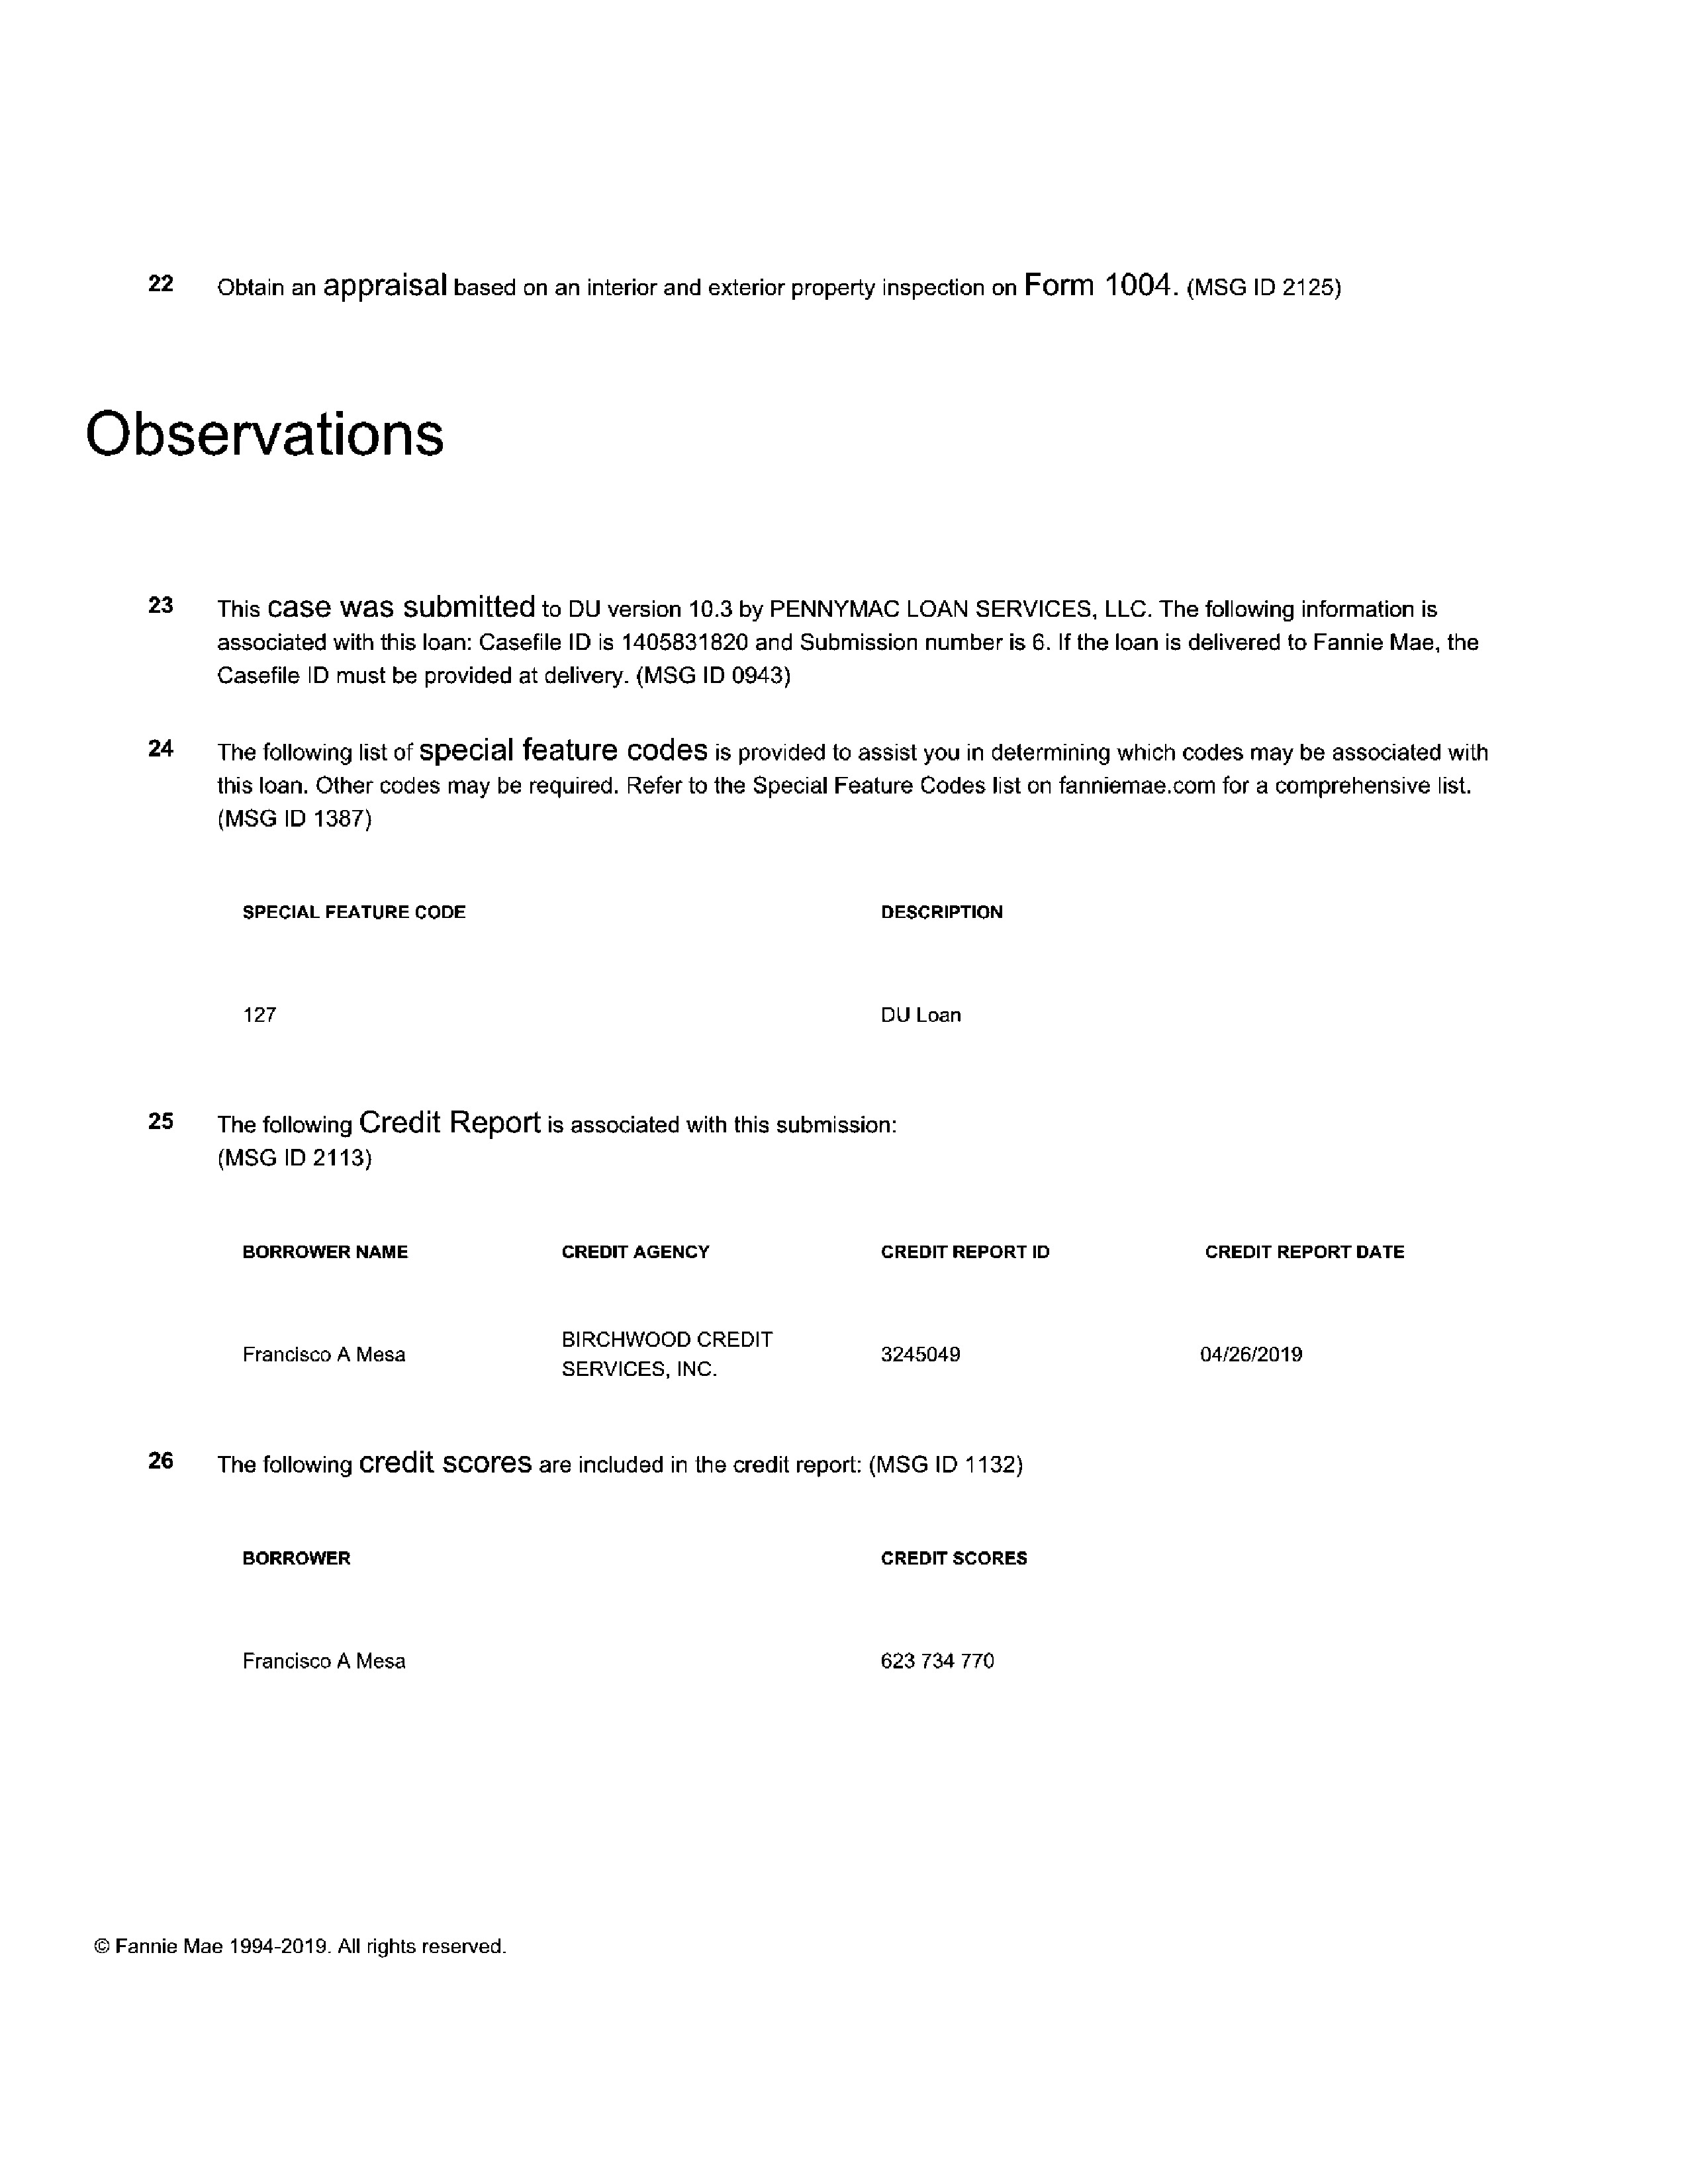 22 Obtain an appraisal based on an interior and exterior property inspection on Form 1004. (MSG ID 2125)
Observations
23 This case was submitted to DU version 10.3 by PENNYMAC LOAN SERVICES, LLC. The following information is
associated with this loan: Casefile ID is 1405831820 and Submission number is 6. If the loan is delivered to Fannie Mae, the
Casefile ID must be provided at delivery. (MSG ID 0943)
24 The following list of special feature codes is provided to assist you in determining which codes may be associated with
this loan. Other codes may be required. Refer to the Special Feature Codes list on fanniemae.com for a comprehensive list.
(MSG ID 1387)
SPECIAL FEATURE CODE DESCRIPTION
127 DU Loan
25 The following Credit Report is associated with this submission:
(MSG ID 2113)
BORROWER NAME CREDIT AGENCY CREDIT REPORT ID CREDIT REPORT DATE
Francisco A Mesa BIRCHWOOD CREDIT SERVICES, INC. 3245049 04/26/2019
26 The following credit scores are included in the credit report: (MSG ID 1132)
BORROWER CREDIT SCORES
Francisco A Mesa 623 734 770
© Fannie Mae 1994-2019. All rights reserved.